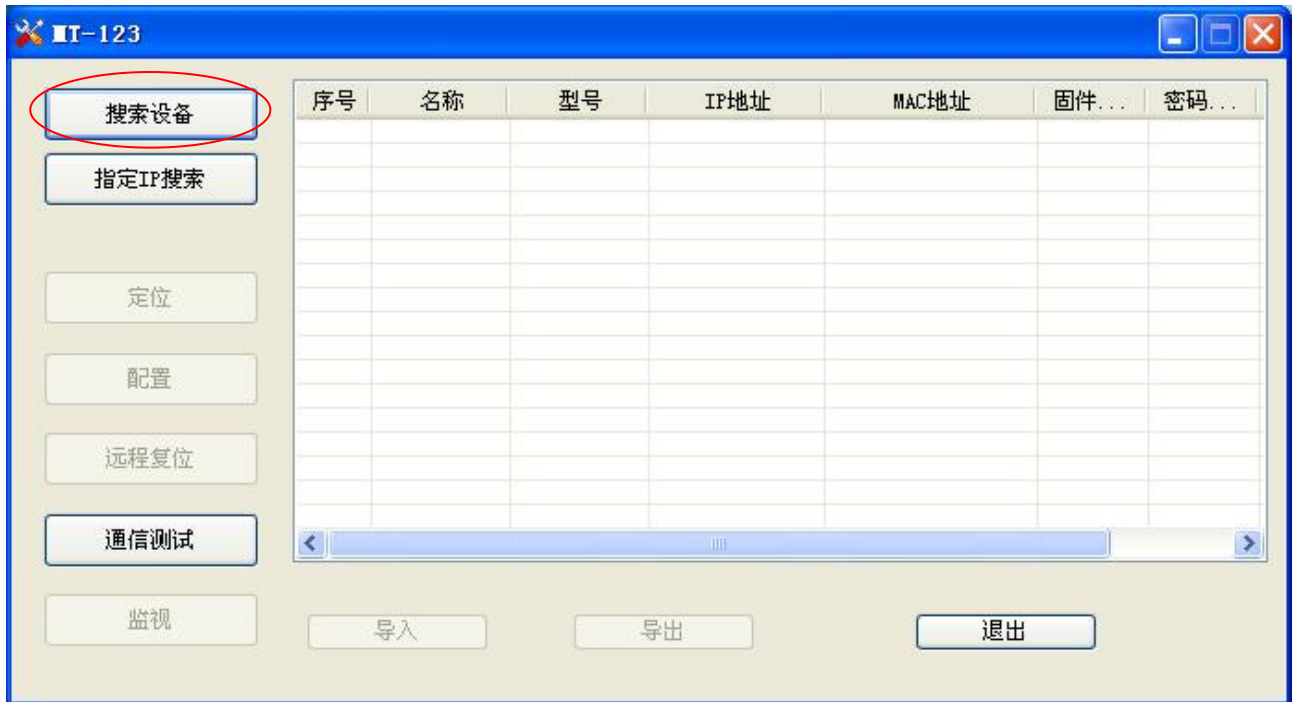 MT-123
搜索设备
指定IP搜索
定位
配置
远程复位
通信测试
监视
序号 名称 型号 IP地址 MAC地址 固件... 密码...
导入 导出 退出